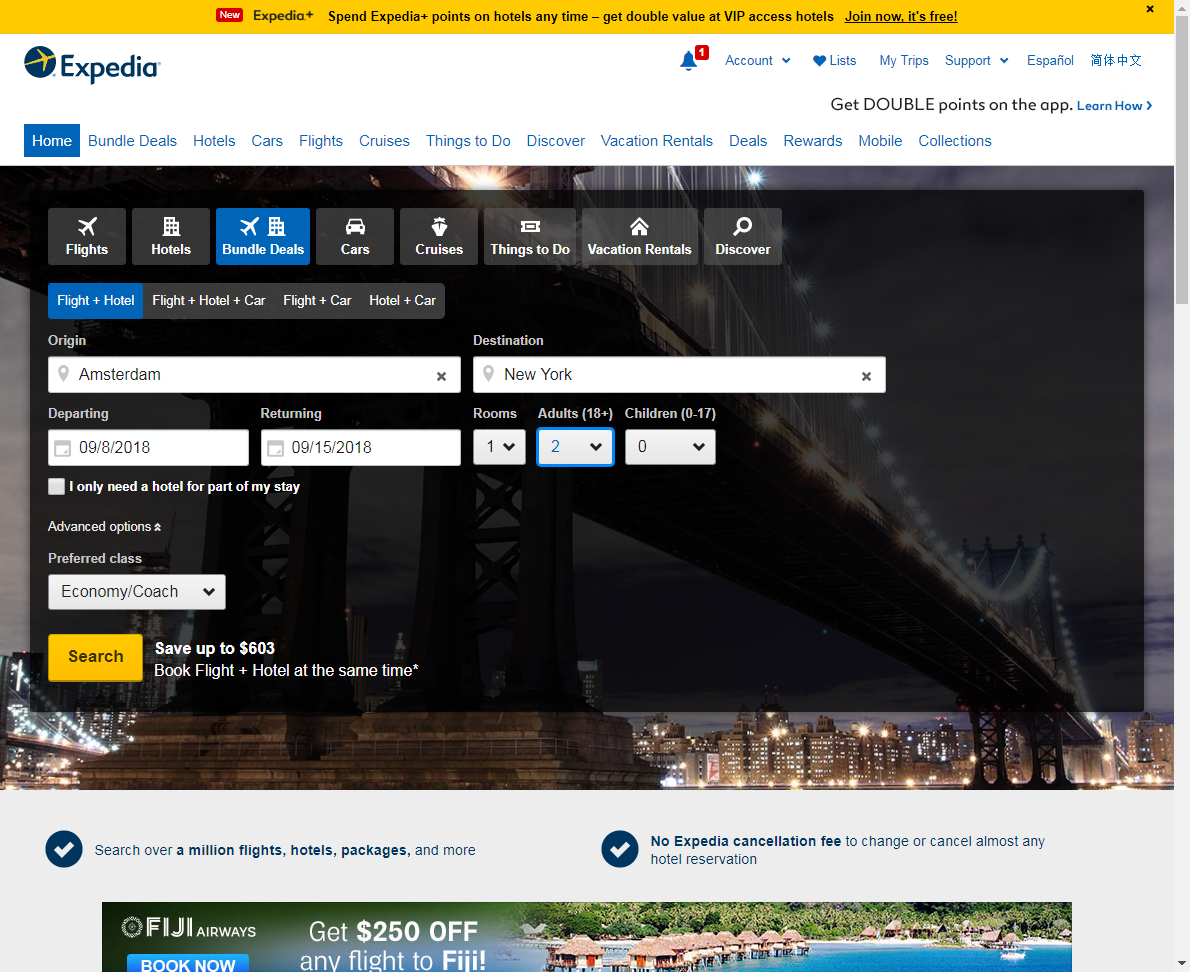 New Expedia+ Spend Expedia+ points on hotels any time – get double value at VIP access hotels Join now, it's free!
Expedia
1 Account Lists My Trips Support Español 简体中文
Get DOUBLE points on the app. Learn How
Home Bundle Deals Hotels Cars Flights Cruises Things to Do Discover Vacation Rentals Deals Rewards Mobile Collections
Flights Hotels Bundle Deals Cars Cruises Things to Do Vacation Rentals Discover
Flight + Hotel Flight + Hotel + Car Flight + Car Hotel + Car
Origin Destination
Amsterdam New York
Departing Returning Rooms Adults (18+) Children (0-17)
09/8/2018 09/15/2018 1 2 0
I only need a hotel for part of my stay
Advanced options
Preferred class
Economy/Coach
Search
Save up to $603
Book Flight + Hotel at the same time*
Search over a million flights, hotels, packages, and more
No Expedia cancellation fee to change or cancel almost any
hotel reservation
FIJI AIRWAYS
BOOK NOW
Get $250 OFF
any flight to Fiji!